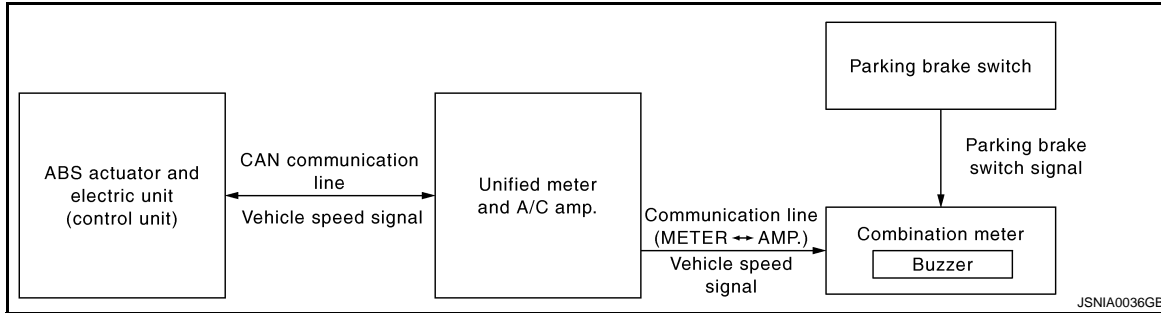 ABS actuator and
electric unit
(control unit)
CAN communication
line
Vehicle speed signal
Unified meter
and A/C amp.
Communication line
(METER ↔ AMP.)
Vehicle speed
signal
Parking brake switch
Parking brake
switch signal
Combination meter
Buzzer
JSNIA0036GB